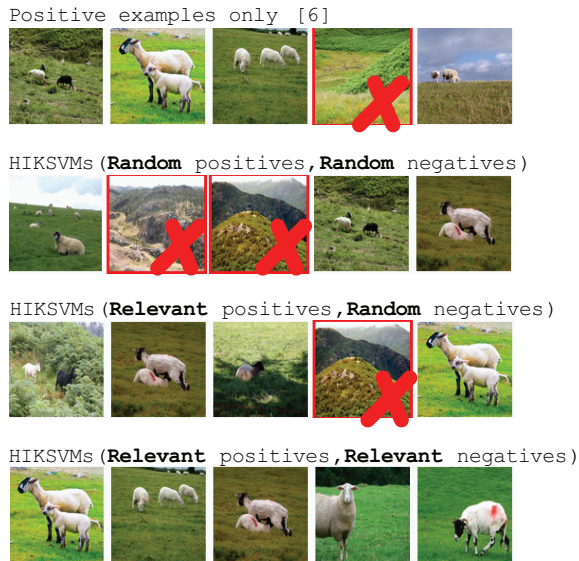 Positive examples only [6]
HIKSVMs(Random positives,Random negatives)
HIKSVMs(Relevant positives,Random negatives)
HIKSVMs(Relevant positives,Relevant negatives)